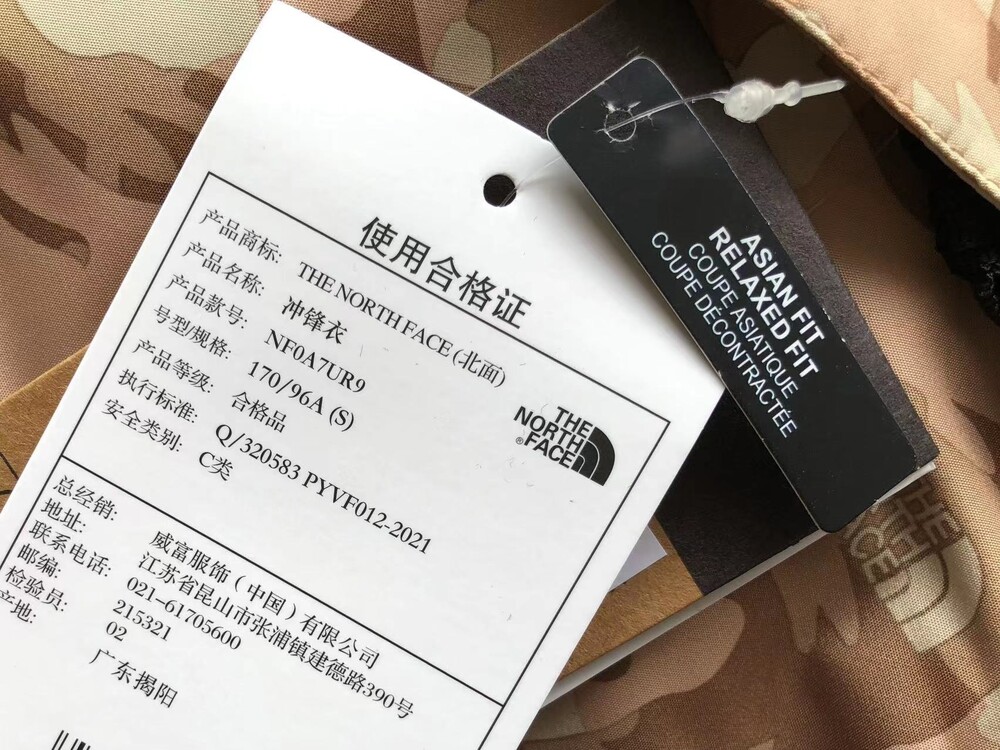 使用合格证
产品商标: THE NORTH FACE (北面)
产品名称: 冲锋衣
产品款号: NF0A7UR9
号型/规格: 170/96A (S)
产品等级: 合格品
执行标准: Q/320583 PYVF012-2021
安全类别: C类
THE
NORTH
®FACE
总经销: 威富服饰（中国）有限公司
地址: 江苏省昆山市张浦镇建德路390号
联系电话: 021-61705600
邮编: 215321
检验员: 02
产地: 广东揭阳
ASIAN FIT
RELAXED FIT
COUPE ASIATIQUE
COUPE DÉCONTRACTÉE
THE
NORTH
FACE